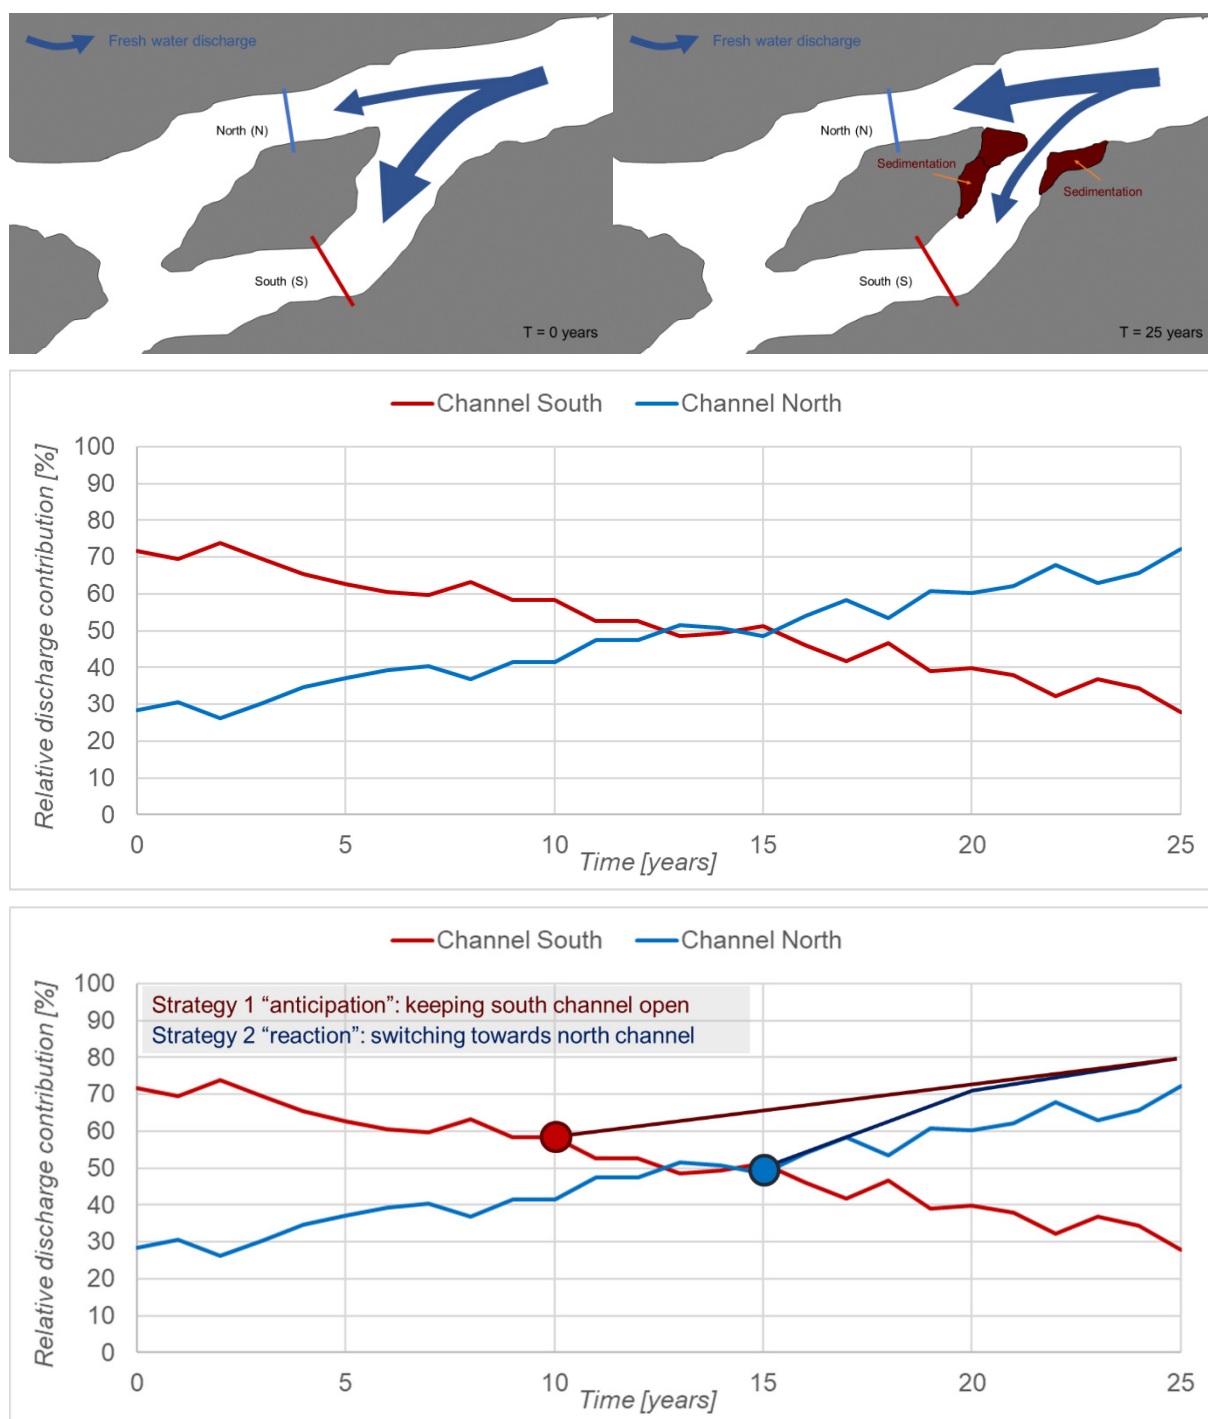 Fresh water discharge
North (N)
South (S)
T = 0 years
Fresh water discharge
North (N)
Sedimentation
Sedimentation
South (S)
T = 25 years
Channel South
Channel North
Relative discharge contribution [%]
100
90
80
70
60
50
40
30
20
10
0
0
5
10
15
20
25
Time [years]
Channel South
Channel North
Strategy 1 “anticipation”: keeping south channel open
Strategy 2 “reaction”: switching towards north channel
Relative discharge contribution [%]
100
90
80
70
60
50
40
30
20
10
0
0
5
10
15
20
25
Time [years]